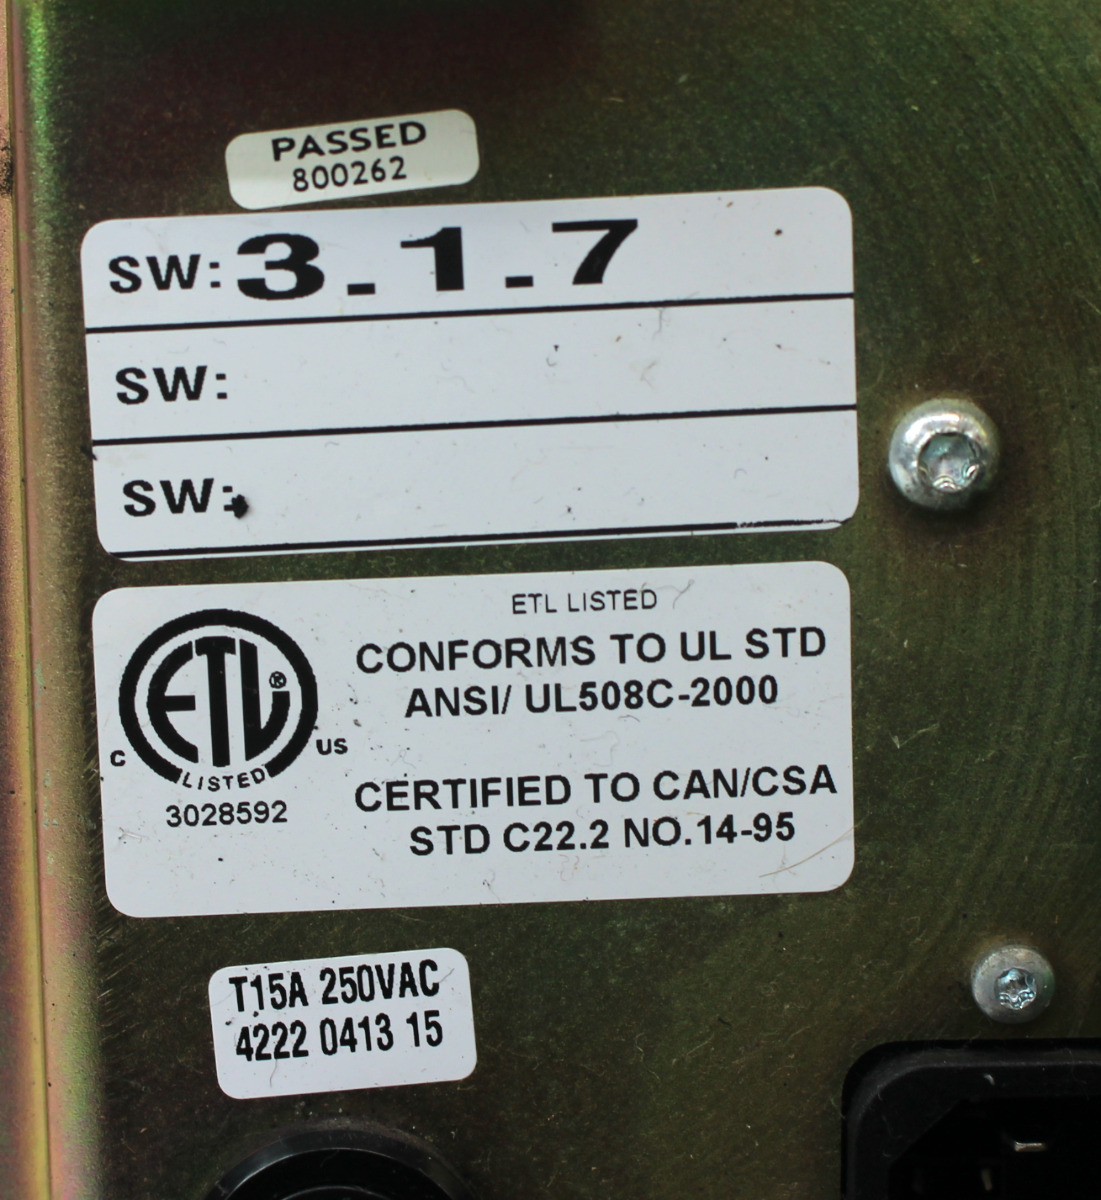 PASSED
800262
SW: 3.1.7
SW:
SW:
ETL LISTED
CONFORMS TO UL STD
ANSI/ UL508C-2000
CERTIFIED TO CAN/CSA
STD C22.2 NO.14-95
ETL®
C US
LISTED
3028592
T15A 250VAC
4222 0413 15